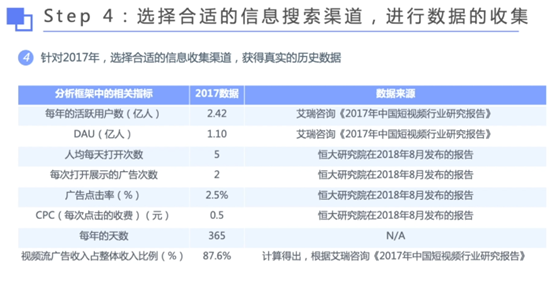 Step 4：选择合适的信息搜索渠道，进行数据的收集
4 针对2017年，选择合适的信息收集渠道，获得真实的历史数据
分析框架中的相关指标 2017数据 数据来源
每年的活跃用户数（亿人） 2.42 艾瑞咨询《2017年中国短视频行业研究报告》
DAU（亿人） 1.10 艾瑞咨询《2017年中国短视频行业研究报告》
人均每天打开次数 5 恒大研究院在2018年8月发布的报告
每次打开展示的广告次数 2 恒大研究院在2018年8月发布的报告
广告点击率（%） 2.5% 恒大研究院在2018年8月发布的报告
CPC（每次点击的收费）（元） 0.5 恒大研究院在2018年8月发布的报告
每年的天数 365 N/A
视频流广告收入占整体收入比例（%） 87.6% 计算得出，根据艾瑞咨询《2017年中国短视频行业研究报告》